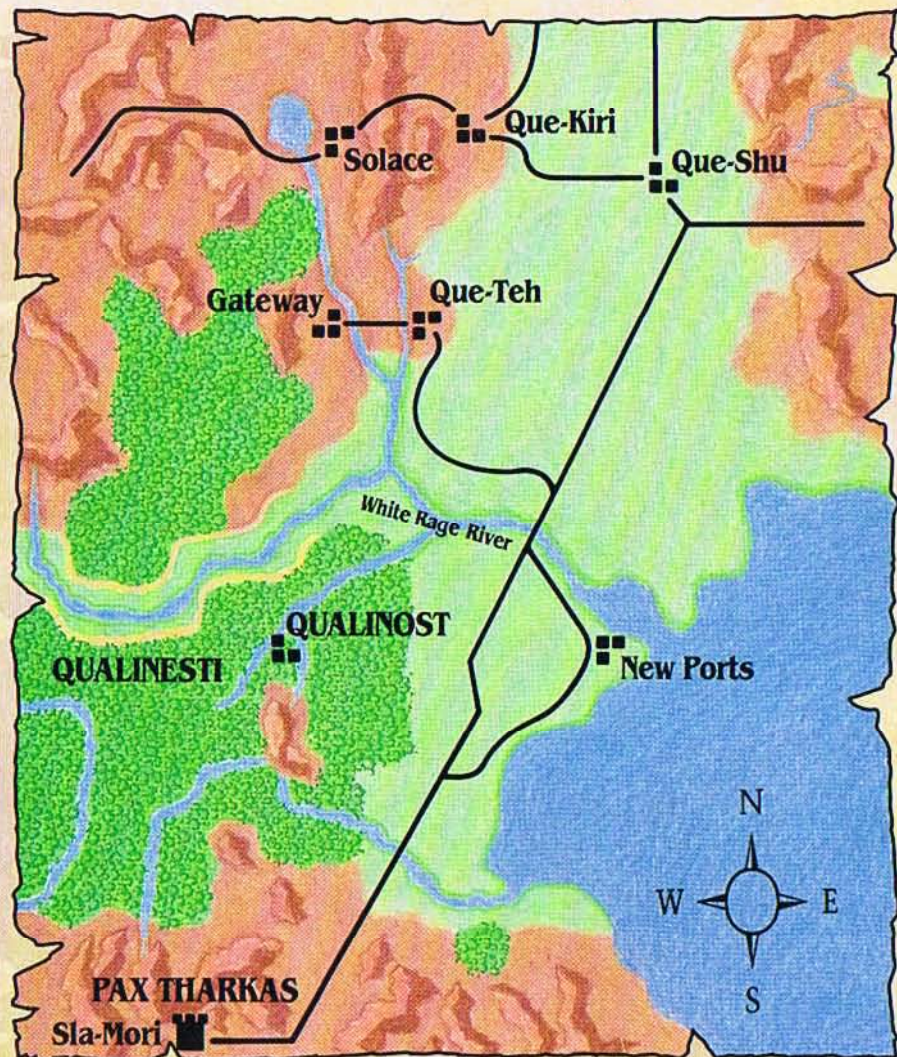 Que-Kiri
Solace
Que-Shu
Gateway
Que-Teh
White Rage River
QUALINOST
QUALINESTI
New Ports
N
W
E
S
PAX THARKAS
Sla-Mori